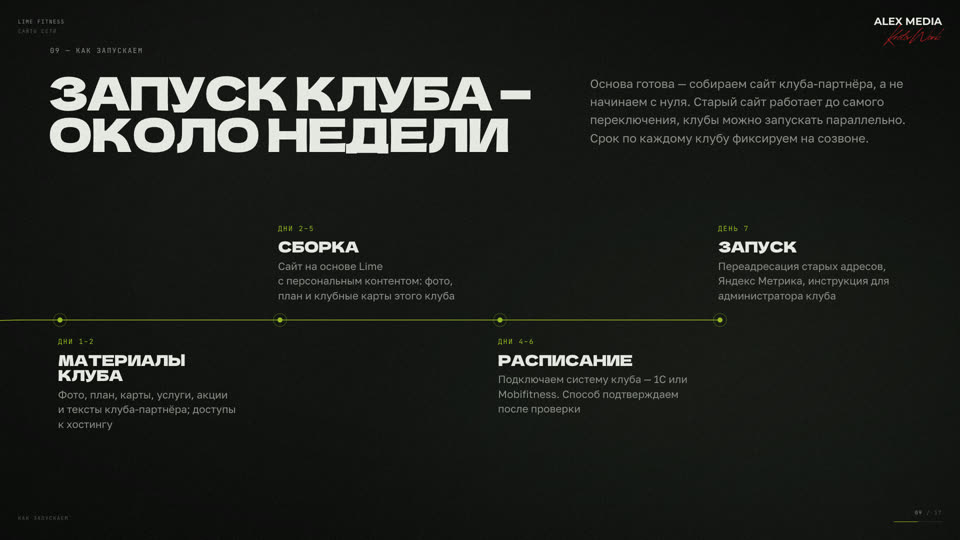 LIME FITNESS
САЙТЫ СЕТИ
ALEX MEDIA
09 — КАК ЗАПУСКАЕМ
ЗАПУСК КЛУБА —
ОКОЛО НЕДЕЛИ
Основа готова — собираем сайт клуба-партнёра, а не
начинаем с нуля. Старый сайт работает до самого
переключения, клубы можно запускать параллельно.
Срок по каждому клубу фиксируем на созвоне.
ДНИ 1–2
МАТЕРИАЛЫ
КЛУБА
Фото, план, карты, услуги, акции
и тексты клуба-партнёра; доступы
к хостингу
ДНИ 2–5
СБОРКА
Сайт на основе Lime
с персональным контентом: фото,
план и клубные карты этого клуба
ДНИ 4–6
РАСПИСАНИЕ
Подключаем систему клуба — 1С или
Mobifitness. Способ подтверждаем
после проверки
ДЕНЬ 7
ЗАПУСК
Переадресация старых адресов,
Яндекс Метрика, инструкция для
администратора клуба
КАК ЗАПУСКАЕМ
09 / 17